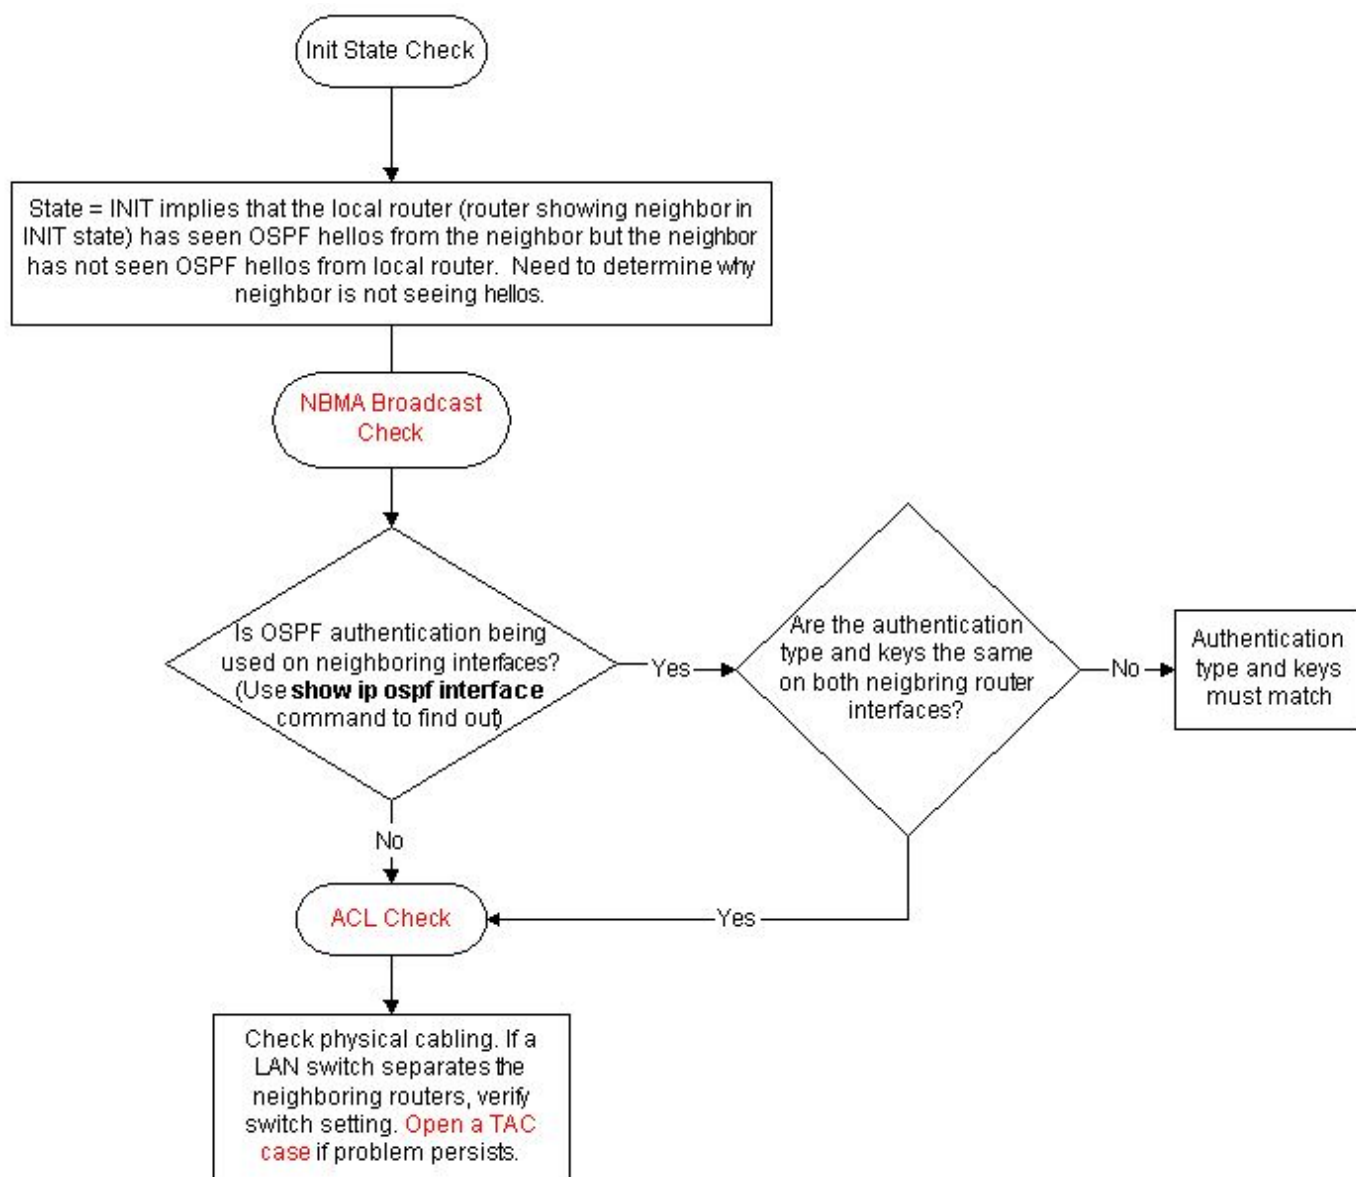 Init State Check
State = INIT implies that the local router (router showing neighbor in
INIT state) has seen OSPF hellos from the neighbor but the neighbor
has not seen OSPF hellos from local router. Need to determine why
neighbor is not seeing hellos.
NBMA Broadcast
Check
Is OSPF authentication being
used on neighboring interfaces?
(Use show ip ospf interface
command to find out)
Yes
Are the authentication
type and keys the same
on both neigbring router
interfaces?
No
Authentication
type and keys
must match
No
ACL Check
Yes
Check physical cabling. If a
LAN switch separates the
neighboring routers, verify
switch setting. Open a TAC
case if problem persists.